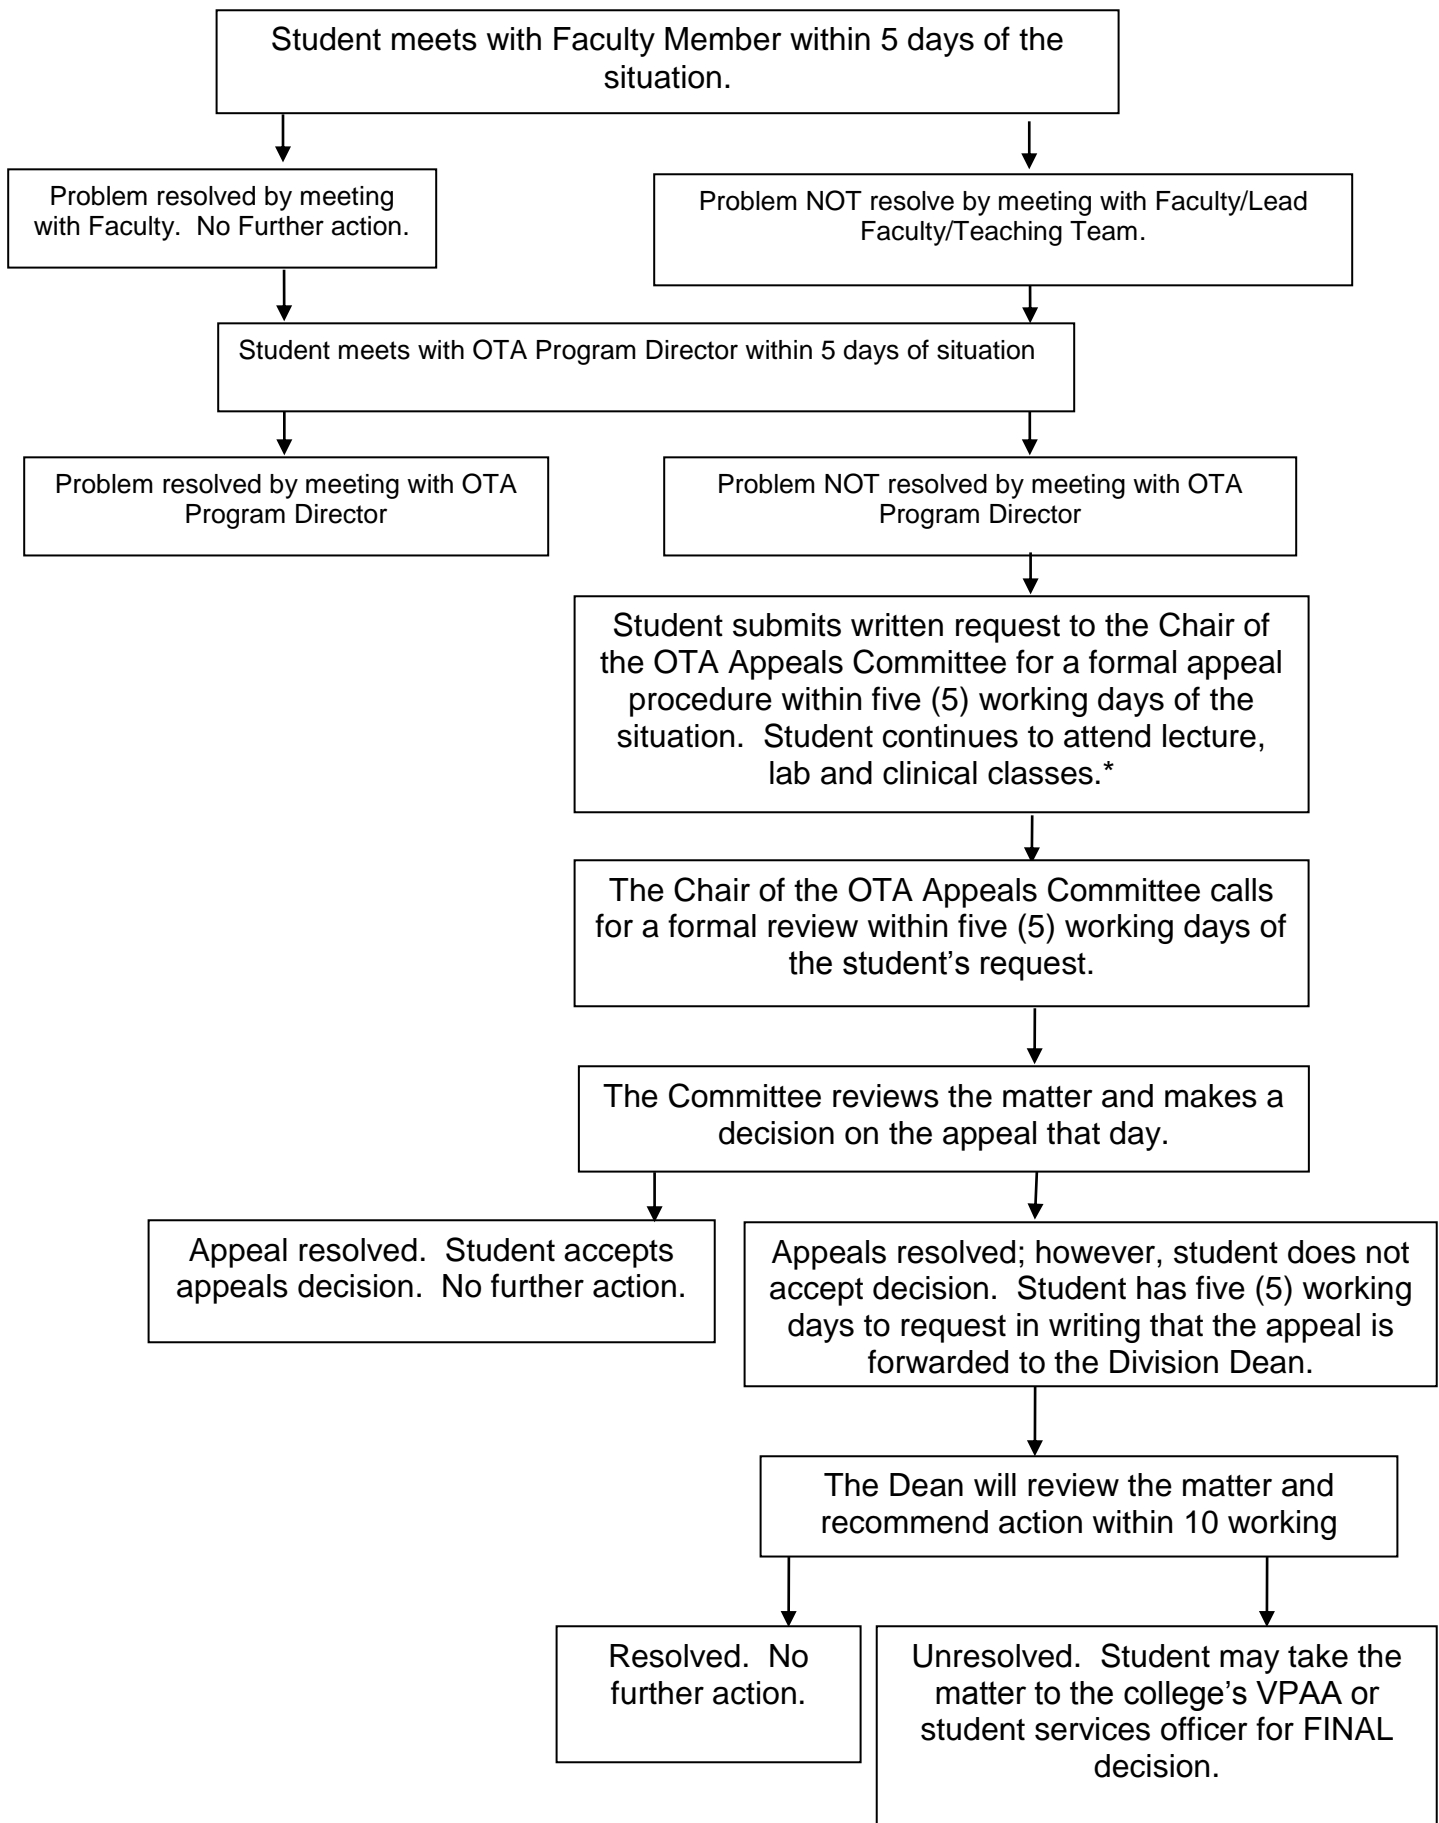 Student meets with Faculty Member within 5 days of the
situation.
Problem resolved by meeting
with Faculty.  No Further action.
Problem NOT resolve by meeting with Faculty/Lead
Faculty/Teaching Team.
Student meets with OTA Program Director within 5 days of situation
Problem resolved by meeting with OTA
Program Director
Problem NOT resolved by meeting with OTA
Program Director
Student submits written request to the Chair of
the OTA Appeals Committee for a formal appeal
procedure within five (5) working days of the
situation.  Student continues to attend lecture,
lab and clinical classes.*
The Chair of the OTA Appeals Committee calls
for a formal review within five (5) working days of
the student’s request.
The Committee reviews the matter and makes a
decision on the appeal that day.
Appeal resolved.  Student accepts
appeals decision.  No further action.
Appeals resolved; however, student does not
accept decision.  Student has five (5) working
days to request in writing that the appeal is
forwarded to the Division Dean.
The Dean will review the matter and
recommend action within 10 working
Resolved.  No
further action.
Unresolved.  Student may take the
matter to the college’s VPAA or
student services officer for FINAL
decision.